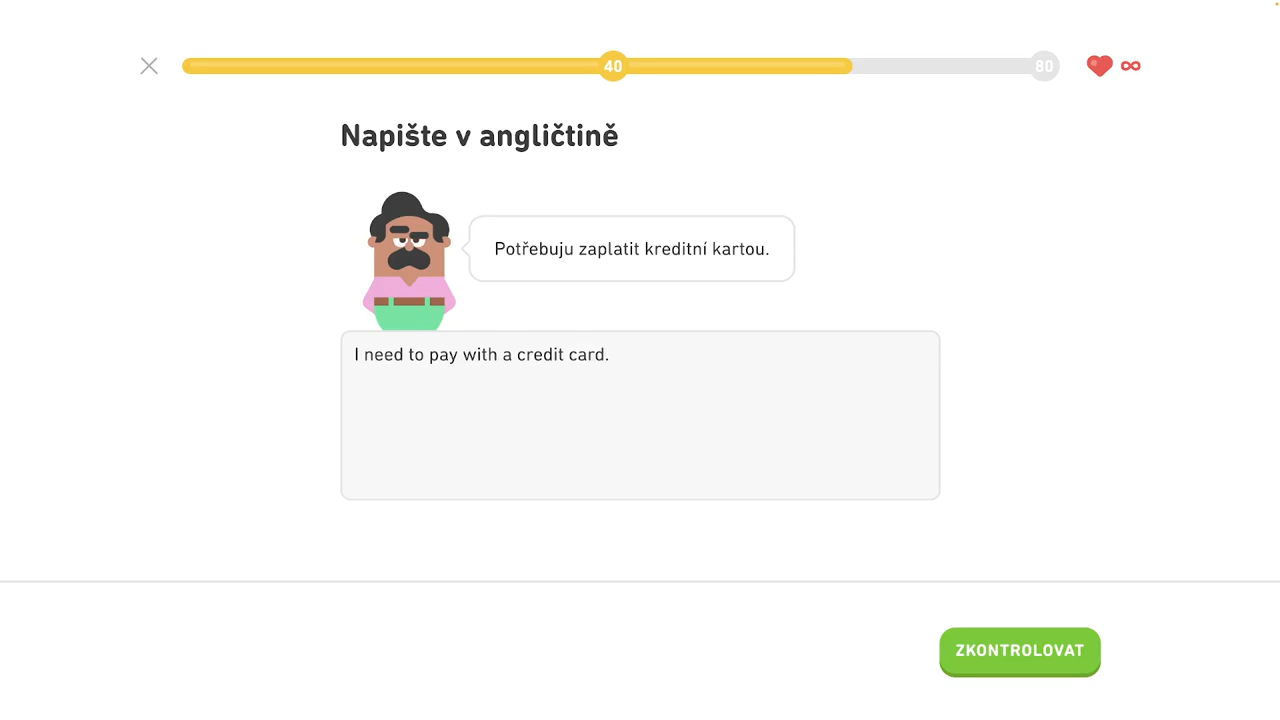 40
80
∞
Napište v angličtině
Potřebuju zaplatit kreditní kartou.
I need to pay with a credit card.
ZKONTROLOVAT